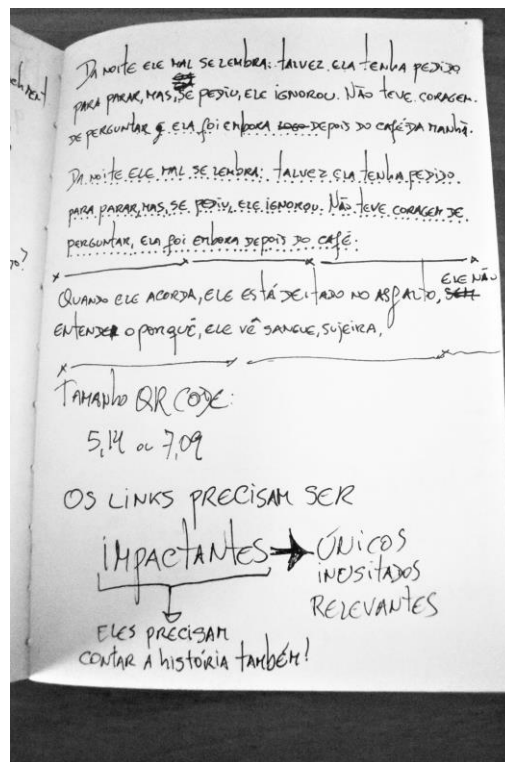 Da noite ele mal se lembra: talvez ela tenha pedido
para parar, mas, se pediu, ele ignorou. Não teve coragem
de perguntar e ela foi embora logo depois do café da manhã.
Da noite ele mal se lembra: talvez ela tenha pedido
para parar, mas, se pediu, ele ignorou. Não teve coragem de
perguntar, ela foi embora depois do café.
ele não
Quando ele acorda, ele está deitado no asfalto, sem
entender o porquê, ele vê sangue, sujeira,
Tamanho QR Code:
5,14 ou 7,09
Os links precisam ser
impactantes → únicos
inusitados
relevantes
Eles precisam
contar a história também!